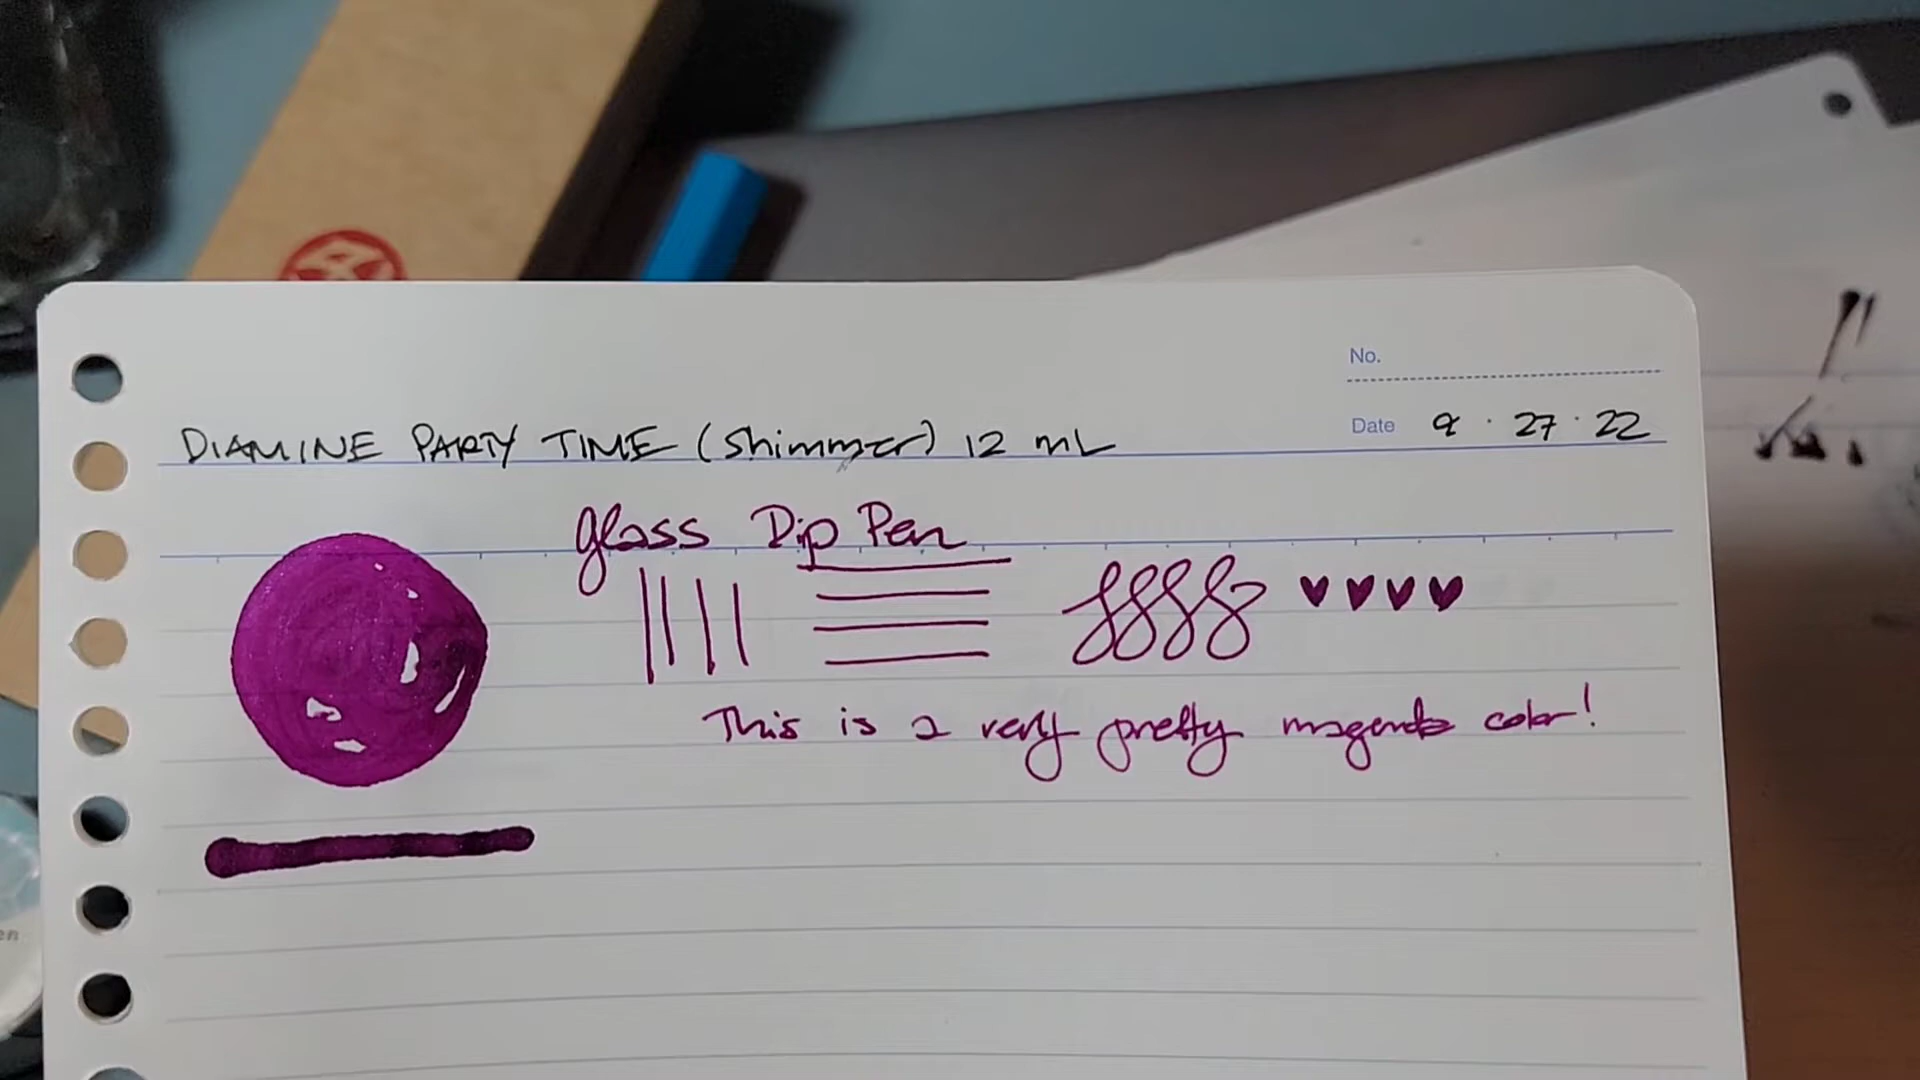 No.
DIAMINE PARTY TIME (shimmer) 12 mL
Date 9 · 27 · 22
Glass Dip Pen
This is a very pretty magenta color!